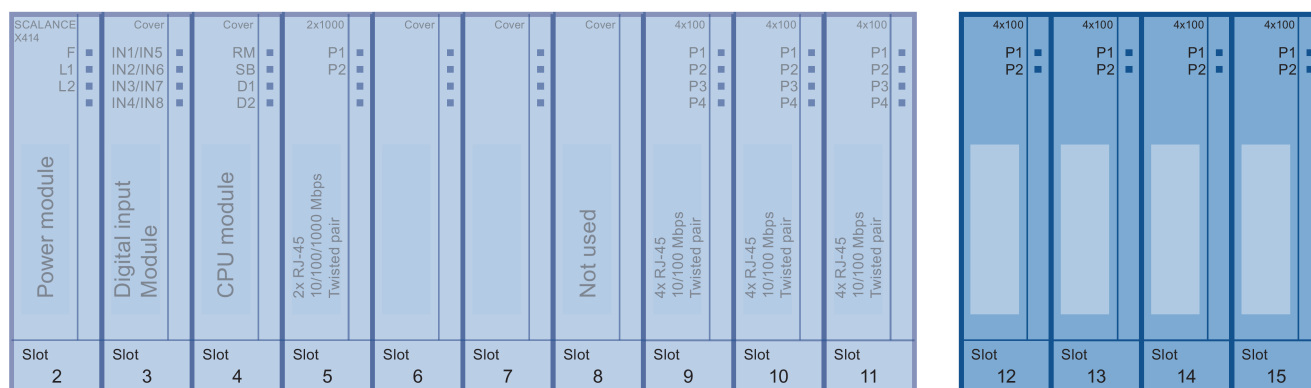 SCALANCE
X414
F
L1
L2
Power module
Slot
2
Cover
IN1/IN5
IN2/IN6
IN3/IN7
IN4/IN8
Digital input
Module
Slot
3
Cover
RM
SB
D1
D2
CPU module
Slot
4
2x1000
P1
P2
2x RJ-45
10/100/1000 Mbps
Twisted pair
Slot
5
Cover
Slot
6
Cover
Slot
7
Cover
Not used
Slot
8
4x100
P1
P2
P3
P4
4x RJ-45
10/100 Mbps
Twisted pair
Slot
9
4x100
P1
P2
P3
P4
4x RJ-45
10/100 Mbps
Twisted pair
Slot
10
4x100
P1
P2
P3
P4
4x RJ-45
10/100 Mbps
Twisted pair
Slot
11
4x100
P1
P2
Slot
12
4x100
P1
P2
Slot
13
4x100
P1
P2
Slot
14
4x100
P1
P2
Slot
15